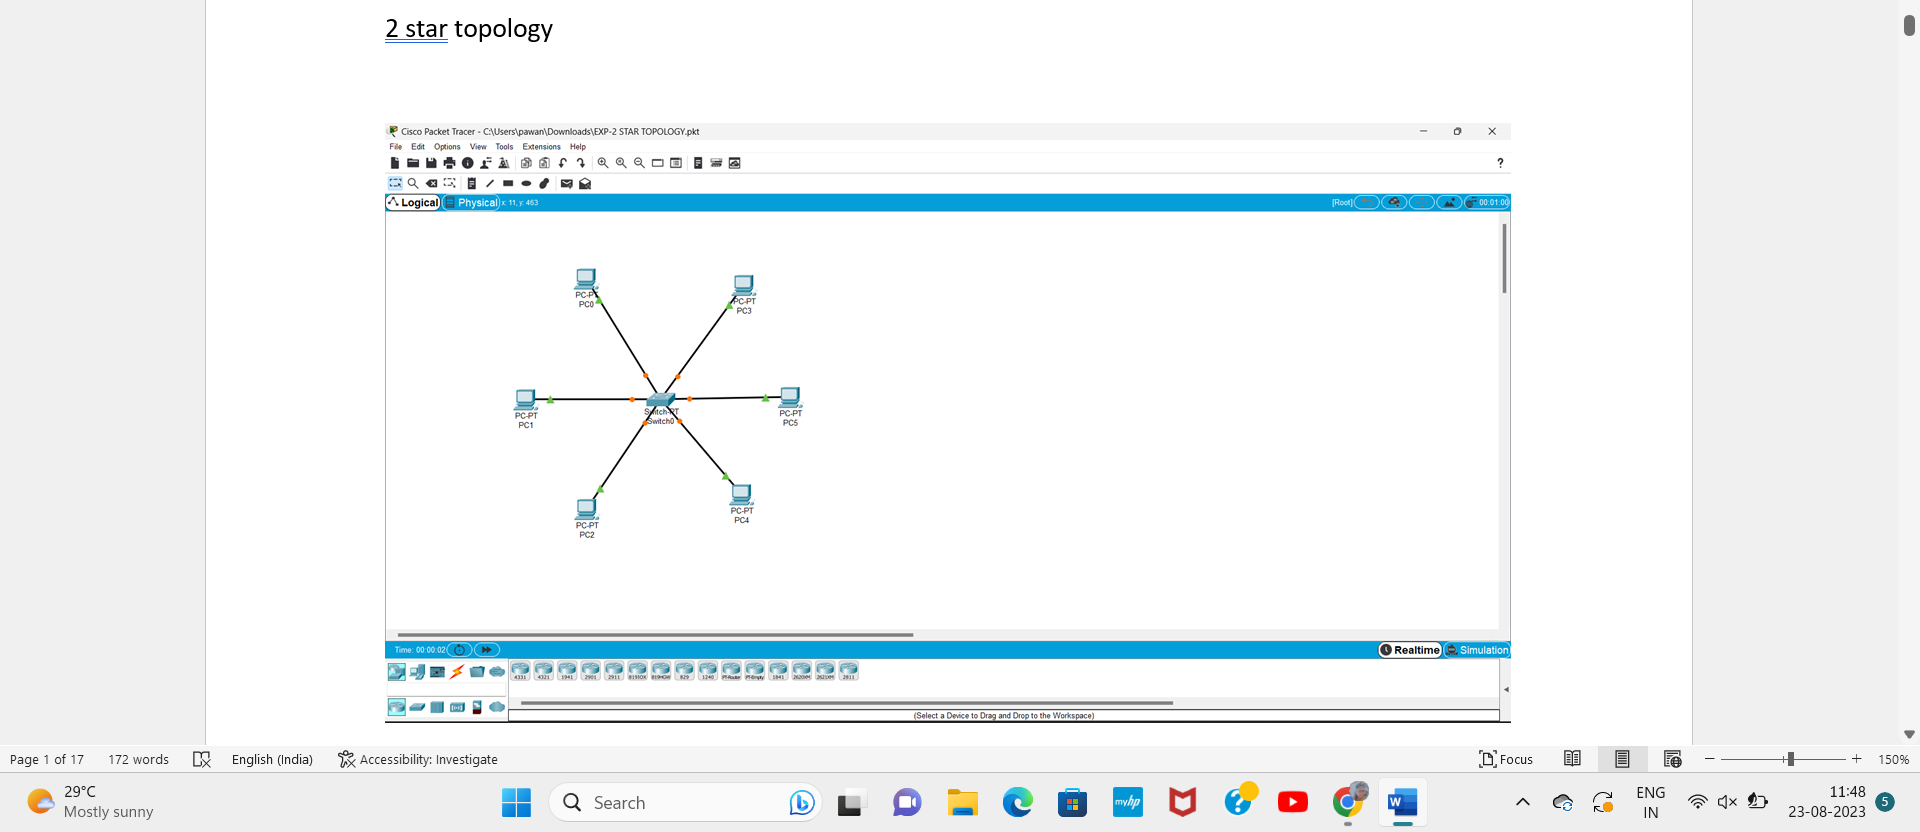 2 star topology
Cisco Packet Tracer - C:\Users\pawan\Downloads\EXP-2 STAR TOPOLOGY.pkt
File Edit Options View Tools Extensions Help
?
Logical Physical x: 11, y: 463 [Root] 00:01:00
PC-PT
PC0
PC-PT
PC3
PC-PT
PC1
Switch-PT
Switch0
PC-PT
PC5
PC-PT
PC2
PC-PT
PC4
Time: 00:00:02 Realtime Simulation
4331 4321 1941 2901 2911 819IOX 819HGW 829 1240 PT-Router PT-Empty 1841 2620XM 2621XM 2811
(Select a Device to Drag and Drop to the Workspace)
Page 1 of 17 172 words English (India) Accessibility: Investigate Focus 150%
29°C
Mostly sunny
Search
myhp
W
ENG
IN
11:48
23-08-2023
5